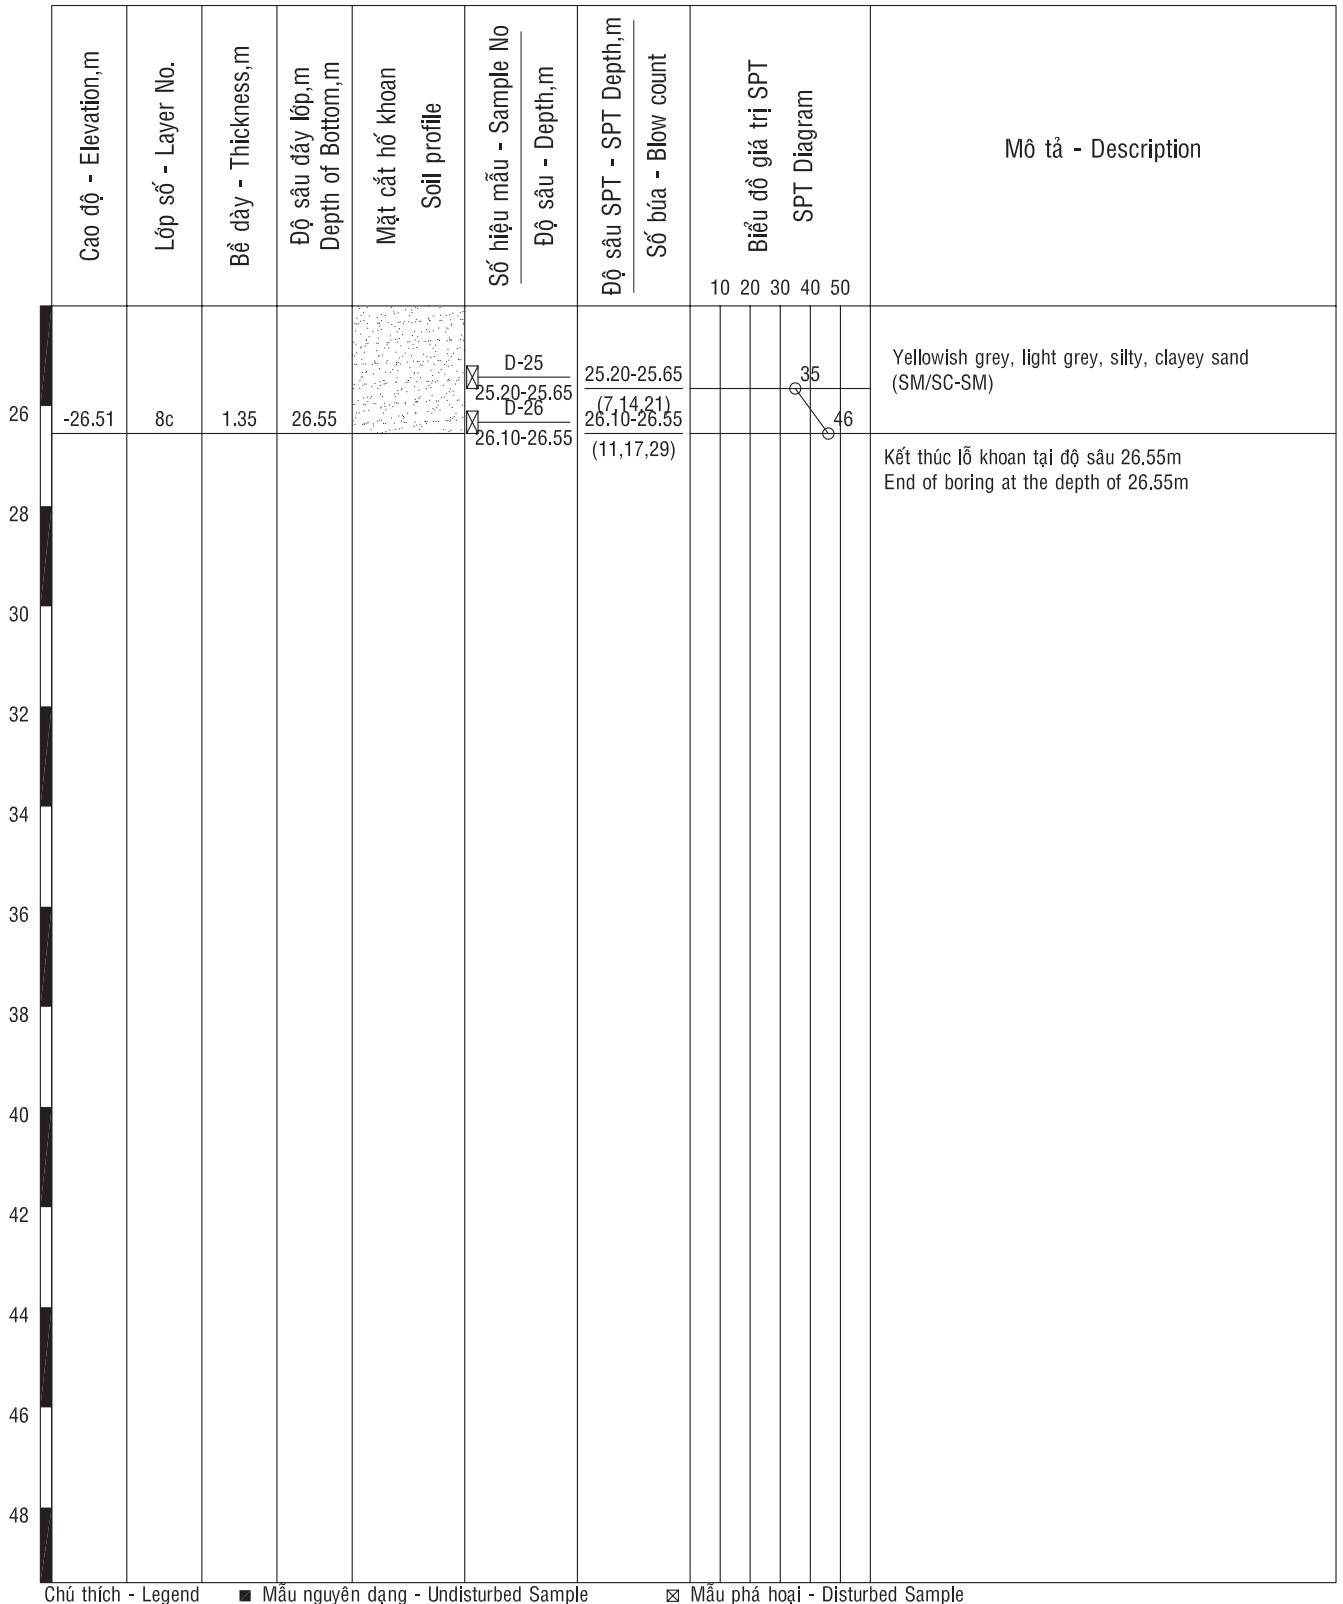 Cao độ - Elevation,m
Lớp số - Layer No.
Bề dày - Thickness,m
Độ sâu đáy lớp,m
Depth of Bottom,m
Mặt cắt hố khoan
Soil profile
Số hiệu mẫu - Sample No
Độ sâu - Depth,m
Độ sâu SPT - SPT Depth,m
Số búa - Blow count
Biểu đồ giá trị SPT
SPT Diagram
10 20 30 40 50
Mô tả - Description
D-25
25.20-25.65
25.20-25.65
(7,14,21)
35
Yellowish grey, light grey, silty, clayey sand
(SM/SC-SM)
26
-26.51 8c 1.35 26.55
D-26
26.10-26.55
26.10-26.55
(11,17,29)
46
Kết thúc lỗ khoan tại độ sâu 26.55m
End of boring at the depth of 26.55m
28
30
32
34
36
38
40
42
44
46
48
Chú thích - Legend Mẫu nguyên dạng - Undisturbed Sample Mẫu phá hoại - Disturbed Sample